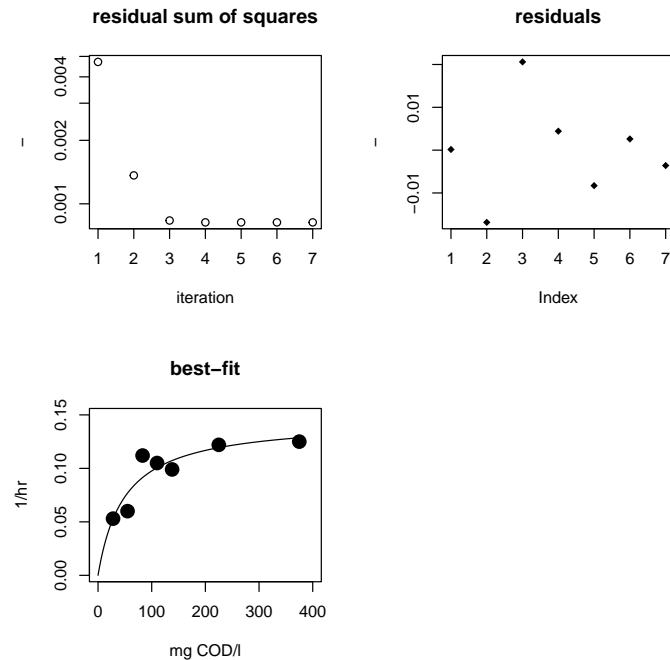 residual sum of squares
−
0.004
0.002
0.001
1 2 3 4 5 6 7
iteration
residuals
−
0.01
−0.01
1 2 3 4 5 6 7
Index
best−fit
1/hr
0.15
0.10
0.05
0.00
0 100 200 300 400
mg COD/l